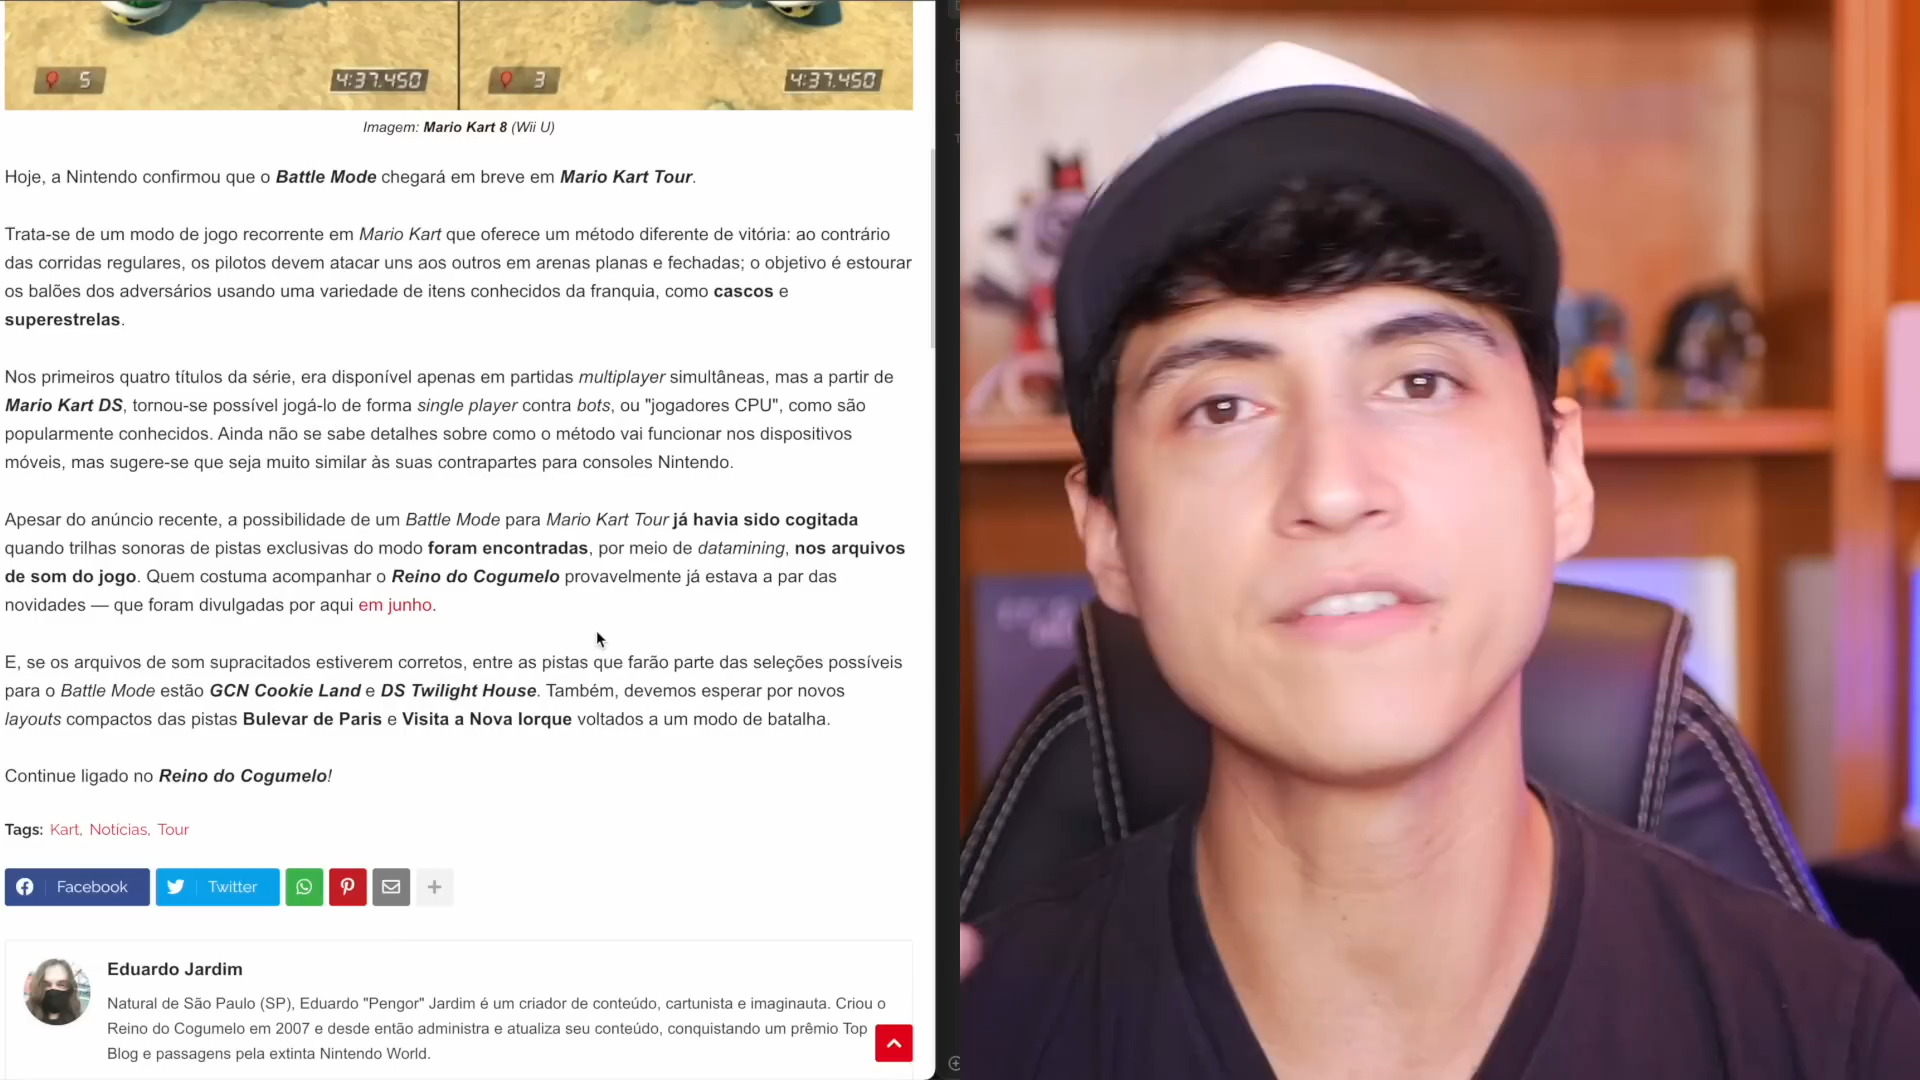 5
4:37.450
3
4:37.450
Imagem: Mario Kart 8 (Wii U)
Hoje, a Nintendo confirmou que o Battle Mode chegará em breve em Mario Kart Tour.
Trata-se de um modo de jogo recorrente em Mario Kart que oferece um método diferente de vitória: ao contrário
das corridas regulares, os pilotos devem atacar uns aos outros em arenas planas e fechadas; o objetivo é estourar
os balões dos adversários usando uma variedade de itens conhecidos da franquia, como cascos e
superestrelas.
Nos primeiros quatro títulos da série, era disponível apenas em partidas multiplayer simultâneas, mas a partir de
Mario Kart DS, tornou-se possível jogá-lo de forma single player contra bots, ou "jogadores CPU", como são
popularmente conhecidos. Ainda não se sabe detalhes sobre como o método vai funcionar nos dispositivos
móveis, mas sugere-se que seja muito similar às suas contrapartes para consoles Nintendo.
Apesar do anúncio recente, a possibilidade de um Battle Mode para Mario Kart Tour já havia sido cogitada
quando trilhas sonoras de pistas exclusivas do modo foram encontradas, por meio de datamining, nos arquivos
de som do jogo. Quem costuma acompanhar o Reino do Cogumelo provavelmente já estava a par das
novidades — que foram divulgadas por aqui em junho.
E, se os arquivos de som supracitados estiverem corretos, entre as pistas que farão parte das seleções possíveis
para o Battle Mode estão GCN Cookie Land e DS Twilight House. Também, devemos esperar por novos
layouts compactos das pistas Bulevar de Paris e Visita a Nova Iorque voltados a um modo de batalha.
Continue ligado no Reino do Cogumelo!
Tags: Kart, Notícias, Tour
Facebook
Twitter
Eduardo Jardim
Natural de São Paulo (SP), Eduardo "Pengor" Jardim é um criador de conteúdo, cartunista e imaginauta. Criou o
Reino do Cogumelo em 2007 e desde então administra e atualiza seu conteúdo, conquistando um prêmio Top
Blog e passagens pela extinta Nintendo World.